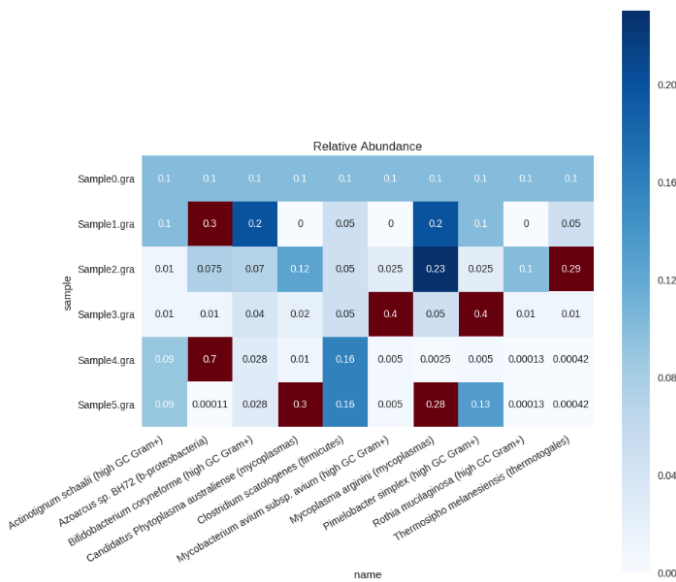 Relative Abundance
Sample0.gra 0.1 0.1 0.1 0.1 0.1 0.1 0.1 0.1 0.1 0.1
Sample1.gra 0.1 0.3 0.2 0 0.05 0 0.2 0.1 0 0.05
Sample2.gra 0.01 0.075 0.07 0.12 0.05 0.025 0.23 0.025 0.1 0.29
Sample3.gra 0.01 0.01 0.04 0.02 0.05 0.4 0.05 0.4 0.01 0.01
Sample4.gra 0.09 0.7 0.028 0.01 0.16 0.005 0.0025 0.005 0.00013 0.00042
Sample5.gra 0.09 0.00011 0.028 0.3 0.16 0.005 0.28 0.13 0.00013 0.00042
sample
Actinotignum schaalii (high GC Gram+)
Azoarcus sp. BH72 (b-proteobacteria)
Bifidobacterium coryneforme (high GC Gram+)
Candidatus Phytoplasma australiense (mycoplasmas)
Clostridium scatologenes (firmicutes)
Mycobacterium avium subsp. avium (high GC Gram+)
Mycoplasma arginini (mycoplasmas)
Pimelobacter simplex (high GC Gram+)
Rothia mucilaginosa (high GC Gram+)
Thermosipho melanesiensis (thermotogales)
name
0.20
0.16
0.12
0.08
0.04
0.00